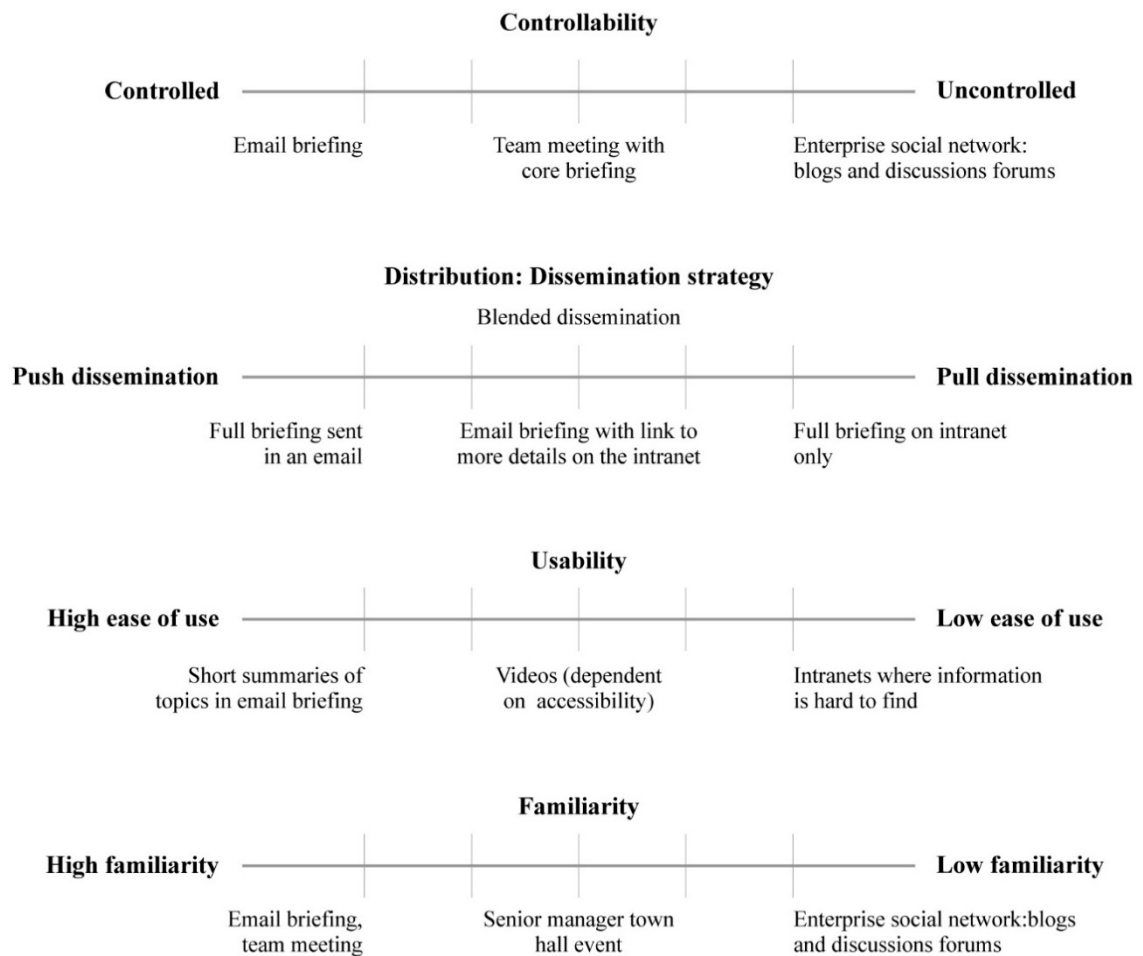 Controllability
Controlled
Uncontrolled
Email briefing
Team meeting with
core briefing
Enterprise social network:
blogs and discussions forums
Distribution: Dissemination strategy
Blended dissemination
Push dissemination
Pull dissemination
Full briefing sent
in an email
Email briefing with link to
more details on the intranet
Full briefing on intranet
only
Usability
High ease of use
Low ease of use
Short summaries of
topics in email briefing
Videos (dependent
on accessibility)
Intranets where information
is hard to find
Familiarity
High familiarity
Low familiarity
Email briefing,
team meeting
Senior manager town
hall event
Enterprise social network:blogs
and discussions forums